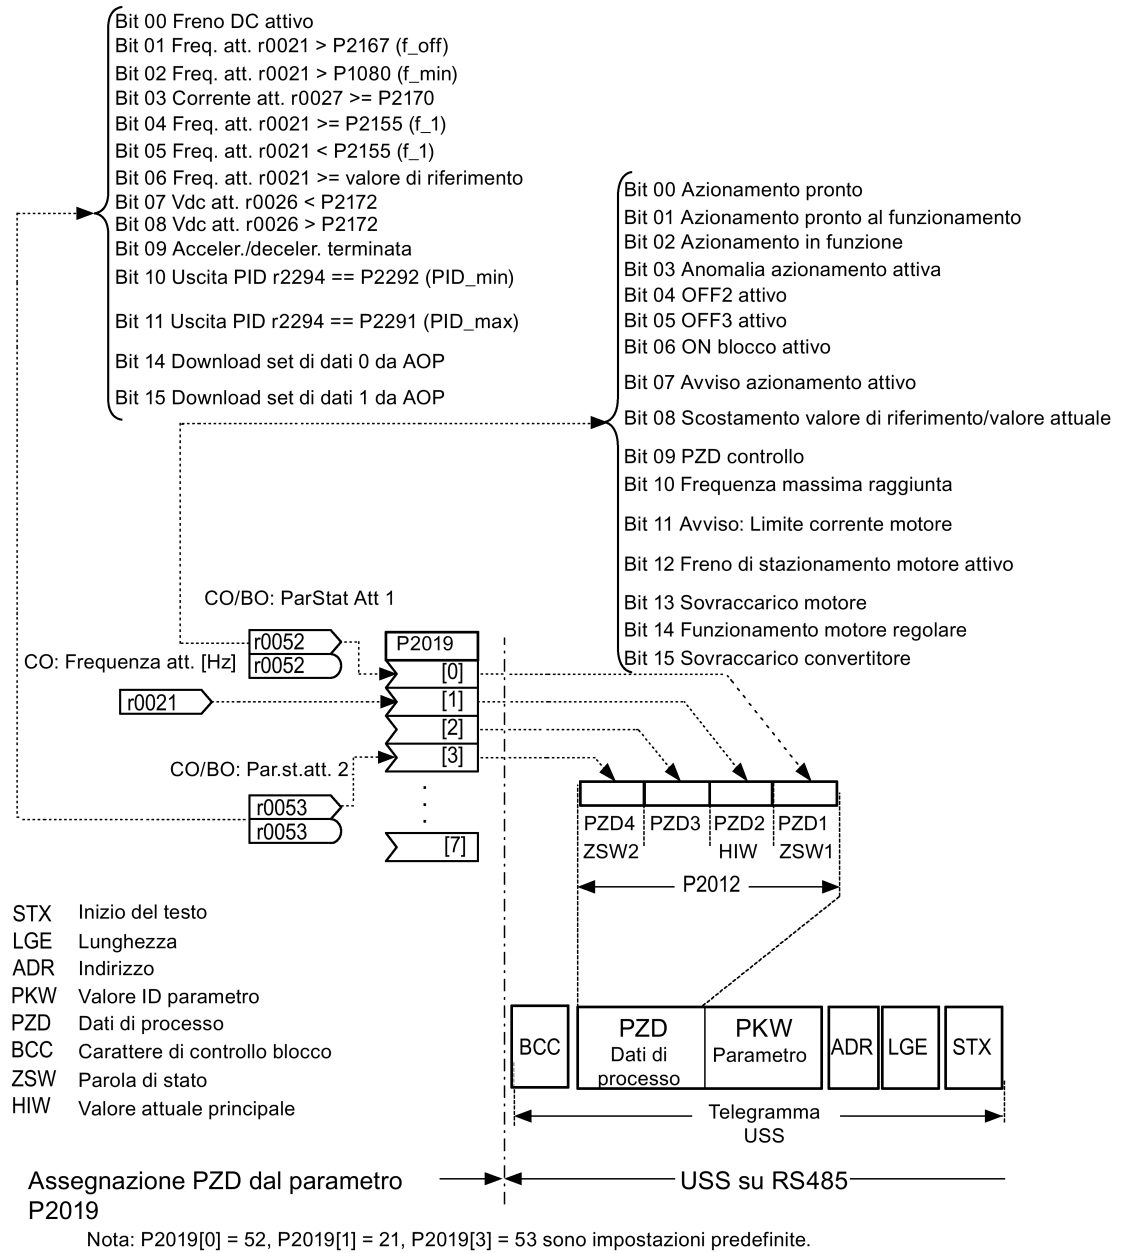 Bit 00 Freno DC attivo
Bit 01 Freq. att. r0021 > P2167 (f_off)
Bit 02 Freq. att. r0021 > P1080 (f_min)
Bit 03 Corrente att. r0027 >= P2170
Bit 04 Freq. att. r0021 >= P2155 (f_1)
Bit 05 Freq. att. r0021 < P2155 (f_1)
Bit 06 Freq. att. r0021 >= valore di riferimento
Bit 07 Vdc att. r0026 < P2172
Bit 08 Vdc att. r0026 > P2172
Bit 09 Acceler./deceler. terminata
Bit 10 Uscita PID r2294 == P2292 (PID_min)
Bit 11 Uscita PID r2294 == P2291 (PID_max)
Bit 14 Download set di dati 0 da AOP
Bit 15 Download set di dati 1 da AOP
Bit 00 Azionamento pronto
Bit 01 Azionamento pronto al funzionamento
Bit 02 Azionamento in funzione
Bit 03 Anomalia azionamento attiva
Bit 04 OFF2 attivo
Bit 05 OFF3 attivo
Bit 06 ON blocco attivo
Bit 07 Avviso azionamento attivo
Bit 08 Scostamento valore di riferimento/valore attuale
Bit 09 PZD controllo
Bit 10 Frequenza massima raggiunta
Bit 11 Avviso: Limite corrente motore
Bit 12 Freno di stazionamento motore attivo
Bit 13 Sovraccarico motore
Bit 14 Funzionamento motore regolare
Bit 15 Sovraccarico convertitore
CO/BO: ParStat Att 1
r0052
r0052
CO: Frequenza att. [Hz]
r0021
CO/BO: Par.st.att. 2
r0053
r0053
P2019
[0]
[1]
[2]
[3]
[7]
PZD4 PZD3 PZD2 PZD1
ZSW2 HIW ZSW1
P2012
STX Inizio del testo
LGE Lunghezza
ADR Indirizzo
PKW Valore ID parametro
PZD Dati di processo
BCC Carattere di controllo blocco
ZSW Parola di stato
HIW Valore attuale principale
BCC
PZD
Dati di
processo
PKW
Parametro
ADR
LGE
STX
Telegramma
USS
Assegnazione PZD dal parametro
P2019
USS su RS485
Nota: P2019[0] = 52, P2019[1] = 21, P2019[3] = 53 sono impostazioni predefinite.